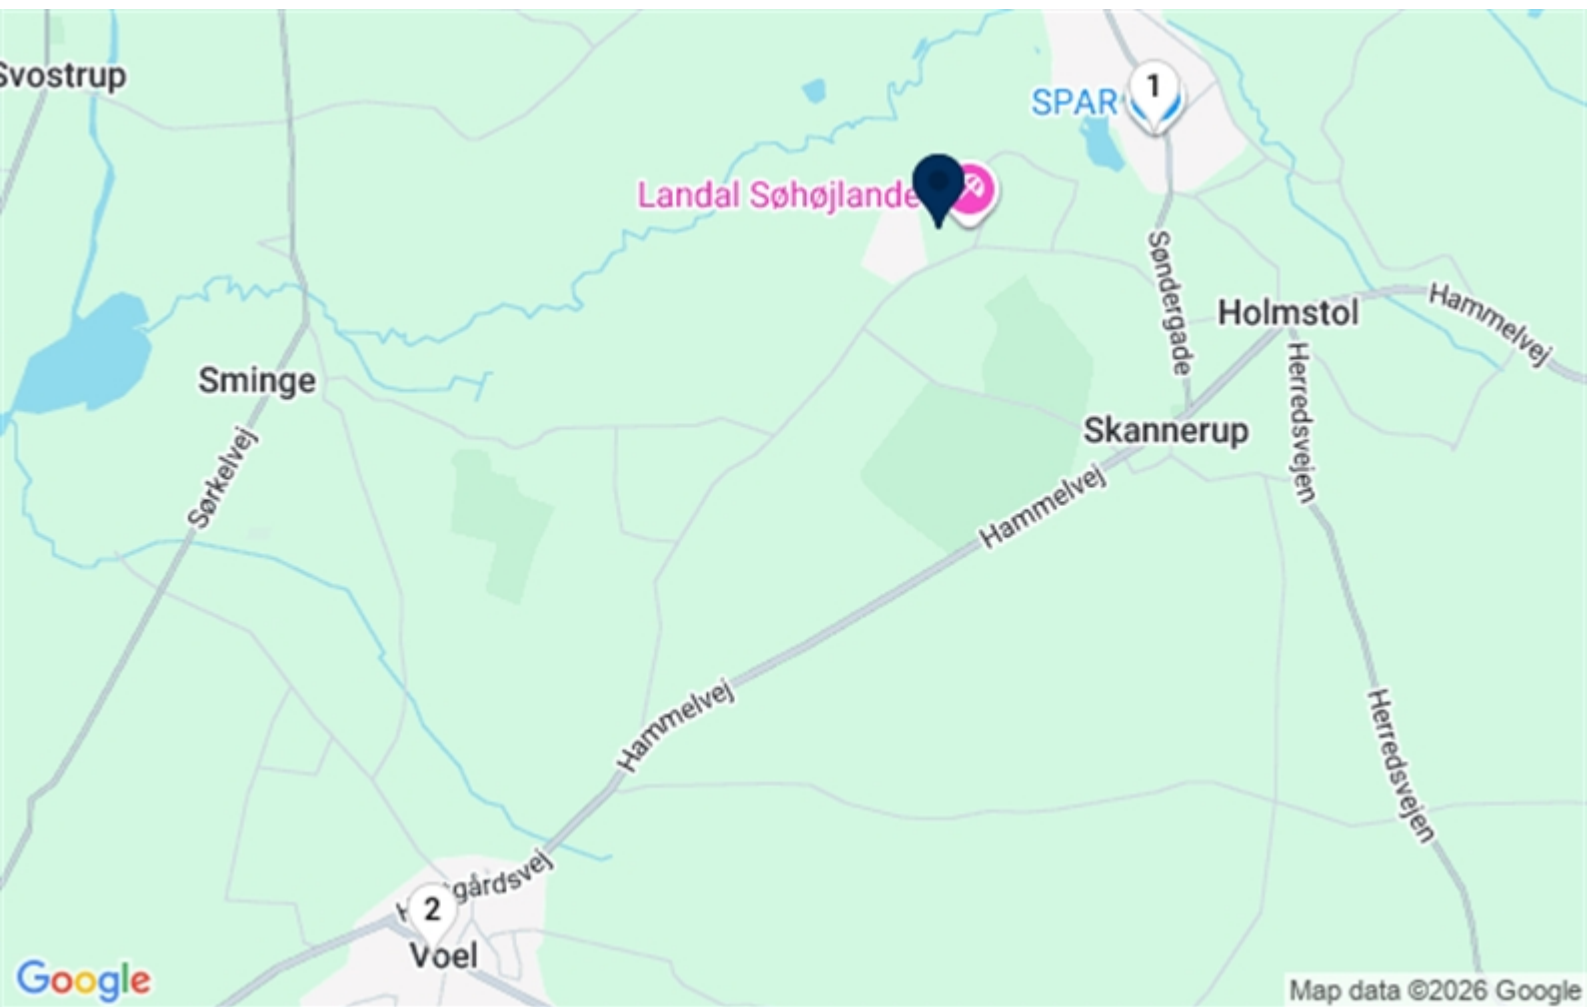 Svostrup
1
SPAR
Landal Søhøjlande
Søndergade
Holmstol
Hammelvej
Sminge
Herredsvejen
Skannerup
Sørkelvej
Hammelvej
Hammelvej
Herredsvejen
gårdsvej
2
Voel
Google
Map data ©2026 Google